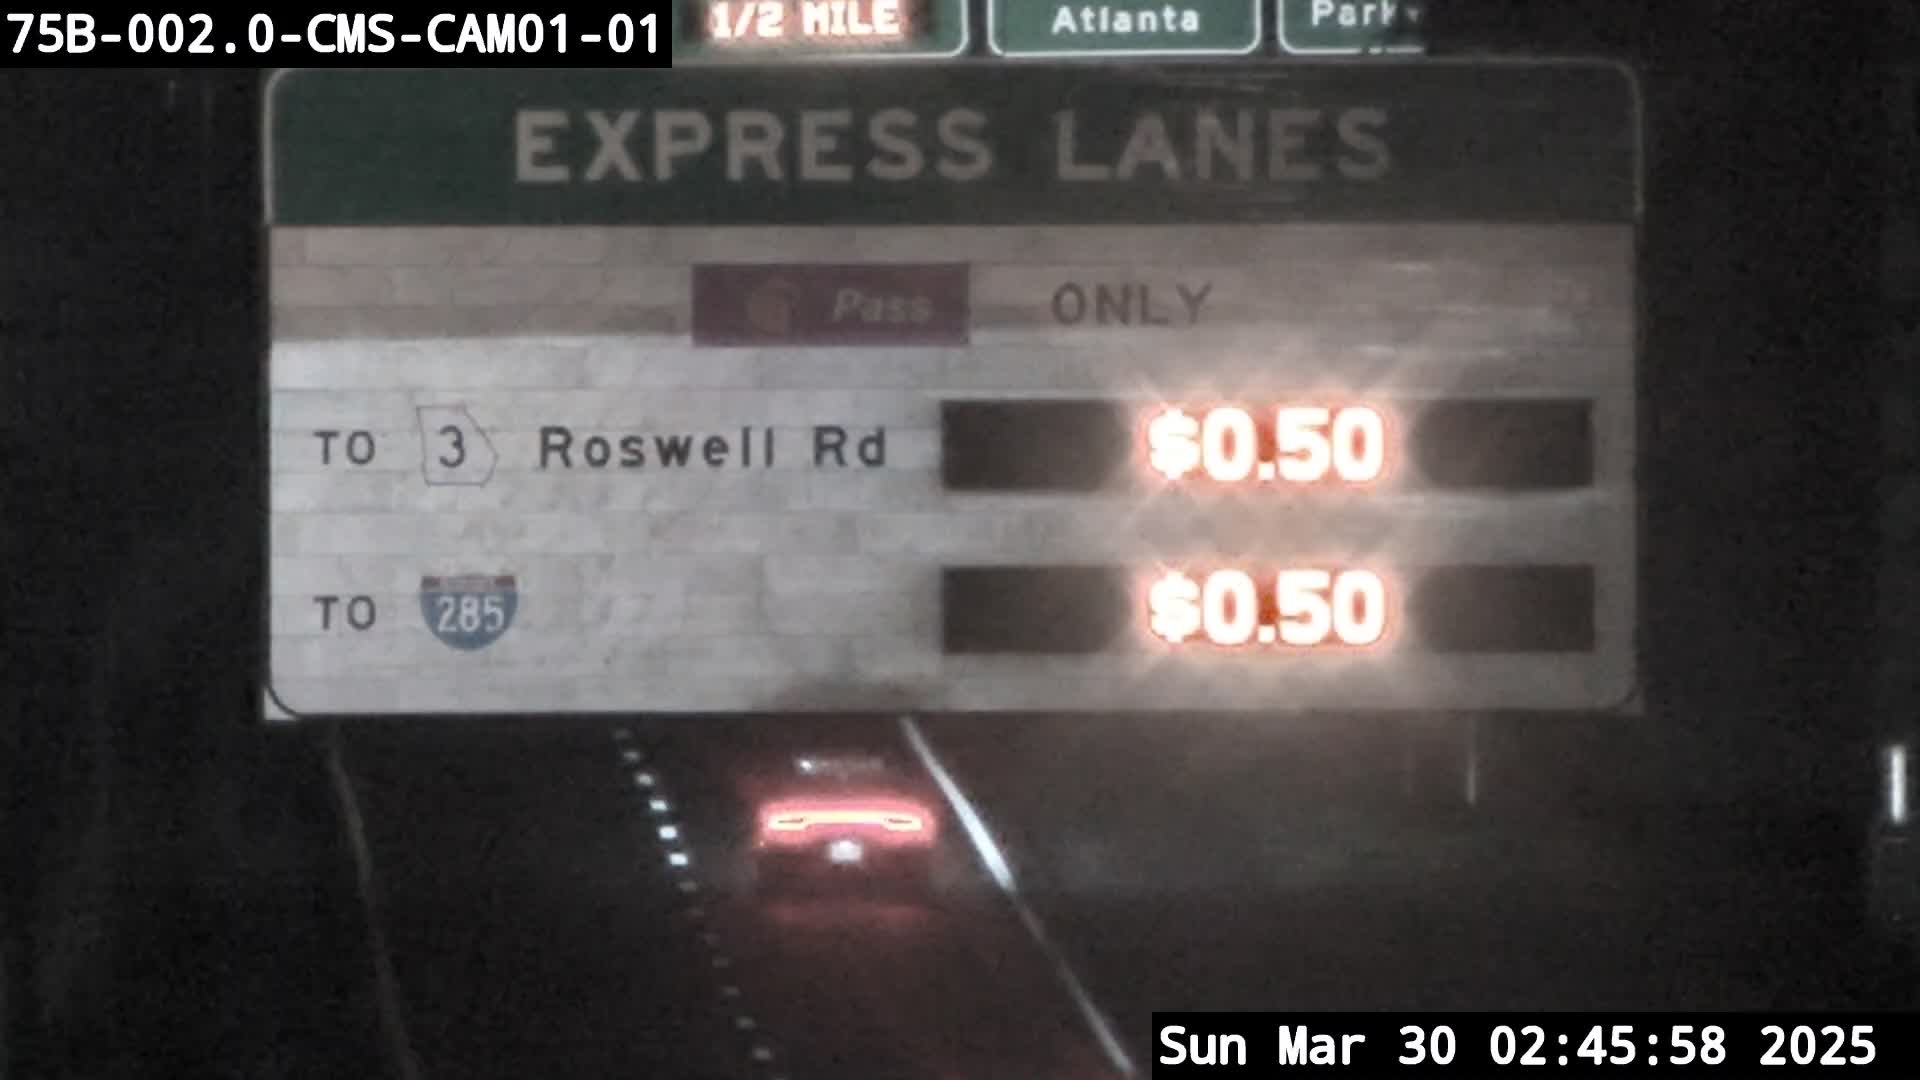 75B-002.0-CMS-CAM01-01
1/2 MILE
Atlanta
EXPRESS LANES
Pass ONLY
TO 3 Roswell Rd $0.50
TO 285 $0.50
Sun Mar 30 02:45:58 2025